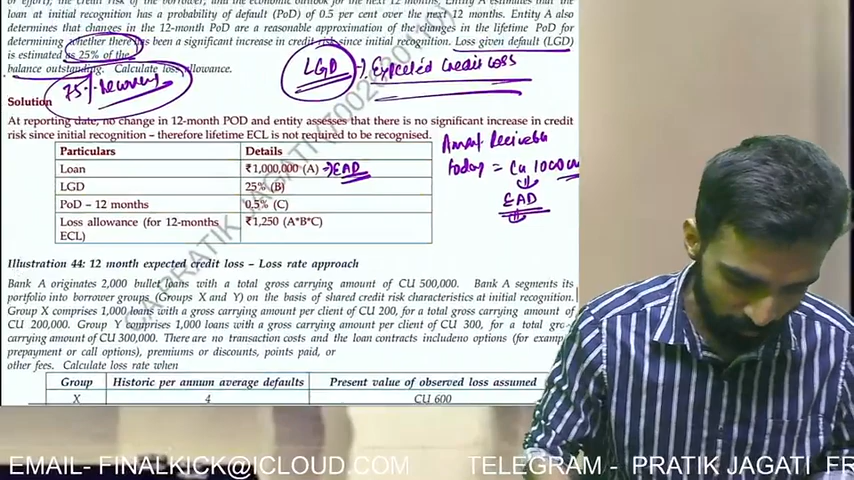 or effort), the credit risk of the borrower, and the economic outlook for the next 12 months. Entity A estimates that the
loan at initial recognition has a probability of default (PoD) of 0.5 per cent over the next 12 months. Entity A also
determines that changes in the 12-month PoD are a reasonable approximation of the changes in the lifetime PoD for
determining whether there has been a significant increase in credit risk since initial recognition. Loss given default (LGD)
is estimated as 25% of the
balance outstanding. Calculate loss allowance.
75% Recovery
LGD : Expected Credit Loss
Solution
At reporting date, no change in 12-month POD and entity assesses that there is no significant increase in credit
risk since initial recognition – therefore lifetime ECL is not required to be recognised.
Particulars Details
Loan ₹1,000,000 (A) → EAD
LGD 25% (B)
PoD – 12 months 0.5% (C)
Loss allowance (for 12-months ₹1,250 (A*B*C)
ECL)
Amount Receivable
today = Cu
EAD
Illustration 44: 12 month expected credit loss – Loss rate approach
Bank A originates 2,000 bullet loans with a total gross carrying amount of CU 500,000. Bank A segments its
portfolio into borrower groups (Groups X and Y) on the basis of shared credit risk characteristics at initial recognition.
Group X comprises 1,000 loans with a gross carrying amount per client of CU 200, for a total gross carrying amount of
CU 200,000. Group Y comprises 1,000 loans with a gross carrying amount per client of CU 300, for a total gro
carrying amount of CU 300,000. There are no transaction costs and the loan contracts includeno options (for examp
prepayment or call options), premiums or discounts, points paid, or
other fees. Calculate loss rate when
Group Historic per annum average defaults Present value of observed loss assumed
X 4 CU 600
EMAIL- FINALKICK@ICLOUD.COM TELEGRAM - PRATIK JAGATI FR